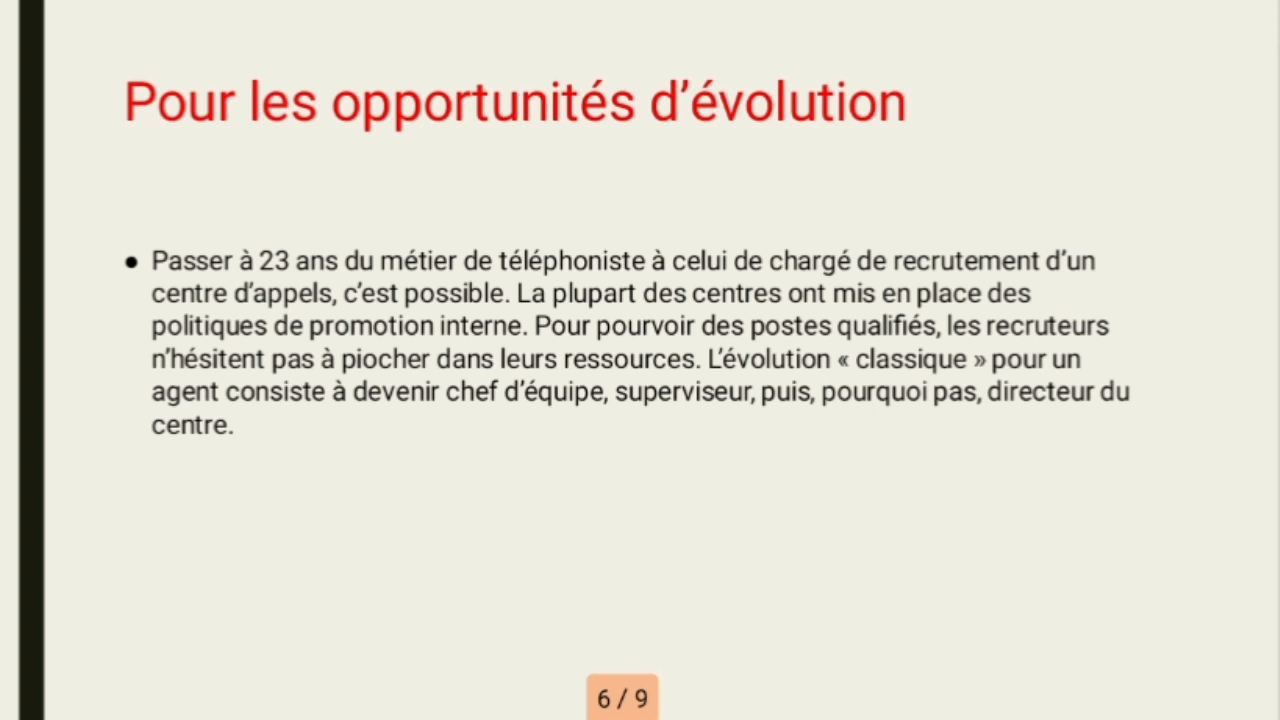 Pour les opportunités d’évolution
● Passer à 23 ans du métier de téléphoniste à celui de chargé de recrutement d’un
centre d’appels, c’est possible. La plupart des centres ont mis en place des
politiques de promotion interne. Pour pourvoir des postes qualifiés, les recruteurs
n’hésitent pas à piocher dans leurs ressources. L’évolution « classique » pour un
agent consiste à devenir chef d’équipe, superviseur, puis, pourquoi pas, directeur du
centre.
6 / 9